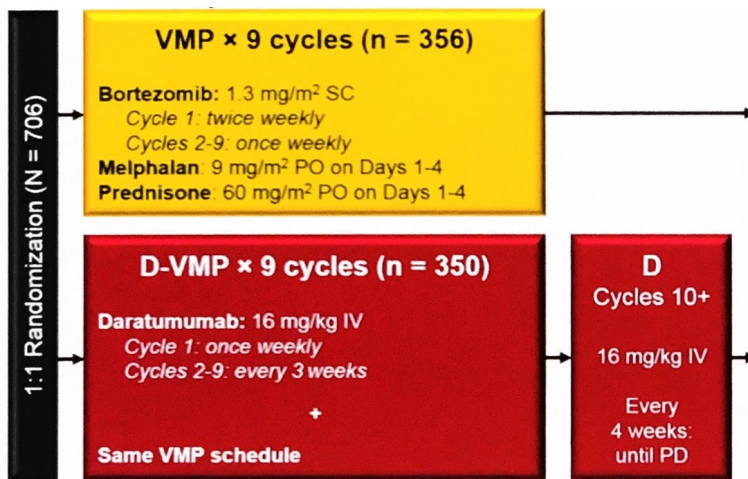 1:1 Randomization (N = 706)
VMP × 9 cycles (n = 356)
Bortezomib: 1.3 mg/m² SC
Cycle 1: twice weekly
Cycles 2-9: once weekly
Melphalan: 9 mg/m² PO on Days 1-4
Prednisone: 60 mg/m² PO on Days 1-4
D-VMP × 9 cycles (n = 350)
Daratumumab: 16 mg/kg IV
Cycle 1: once weekly
Cycles 2-9: every 3 weeks
+
Same VMP schedule
D
Cycles 10+
16 mg/kg IV
Every
4 weeks:
until PD